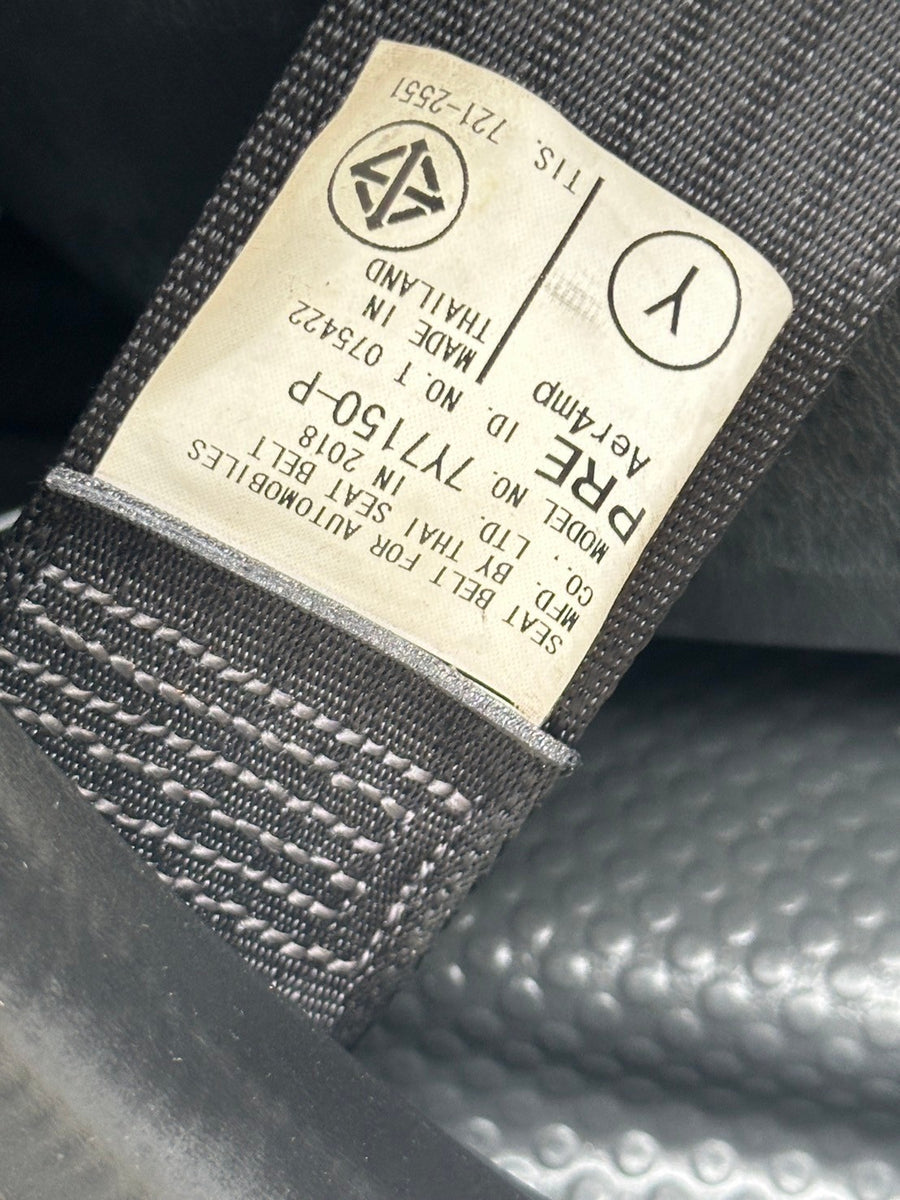 SEAT BELT FOR AUTOMOBILES
MFD. BY THAI SEAT BELT
CO., LTD. IN 2018
MODEL NO. 7Y7150-P
PRE ID. NO. T 075422
Aer4mp
MADE IN
THAILAND
Y
TIS. 721-2551